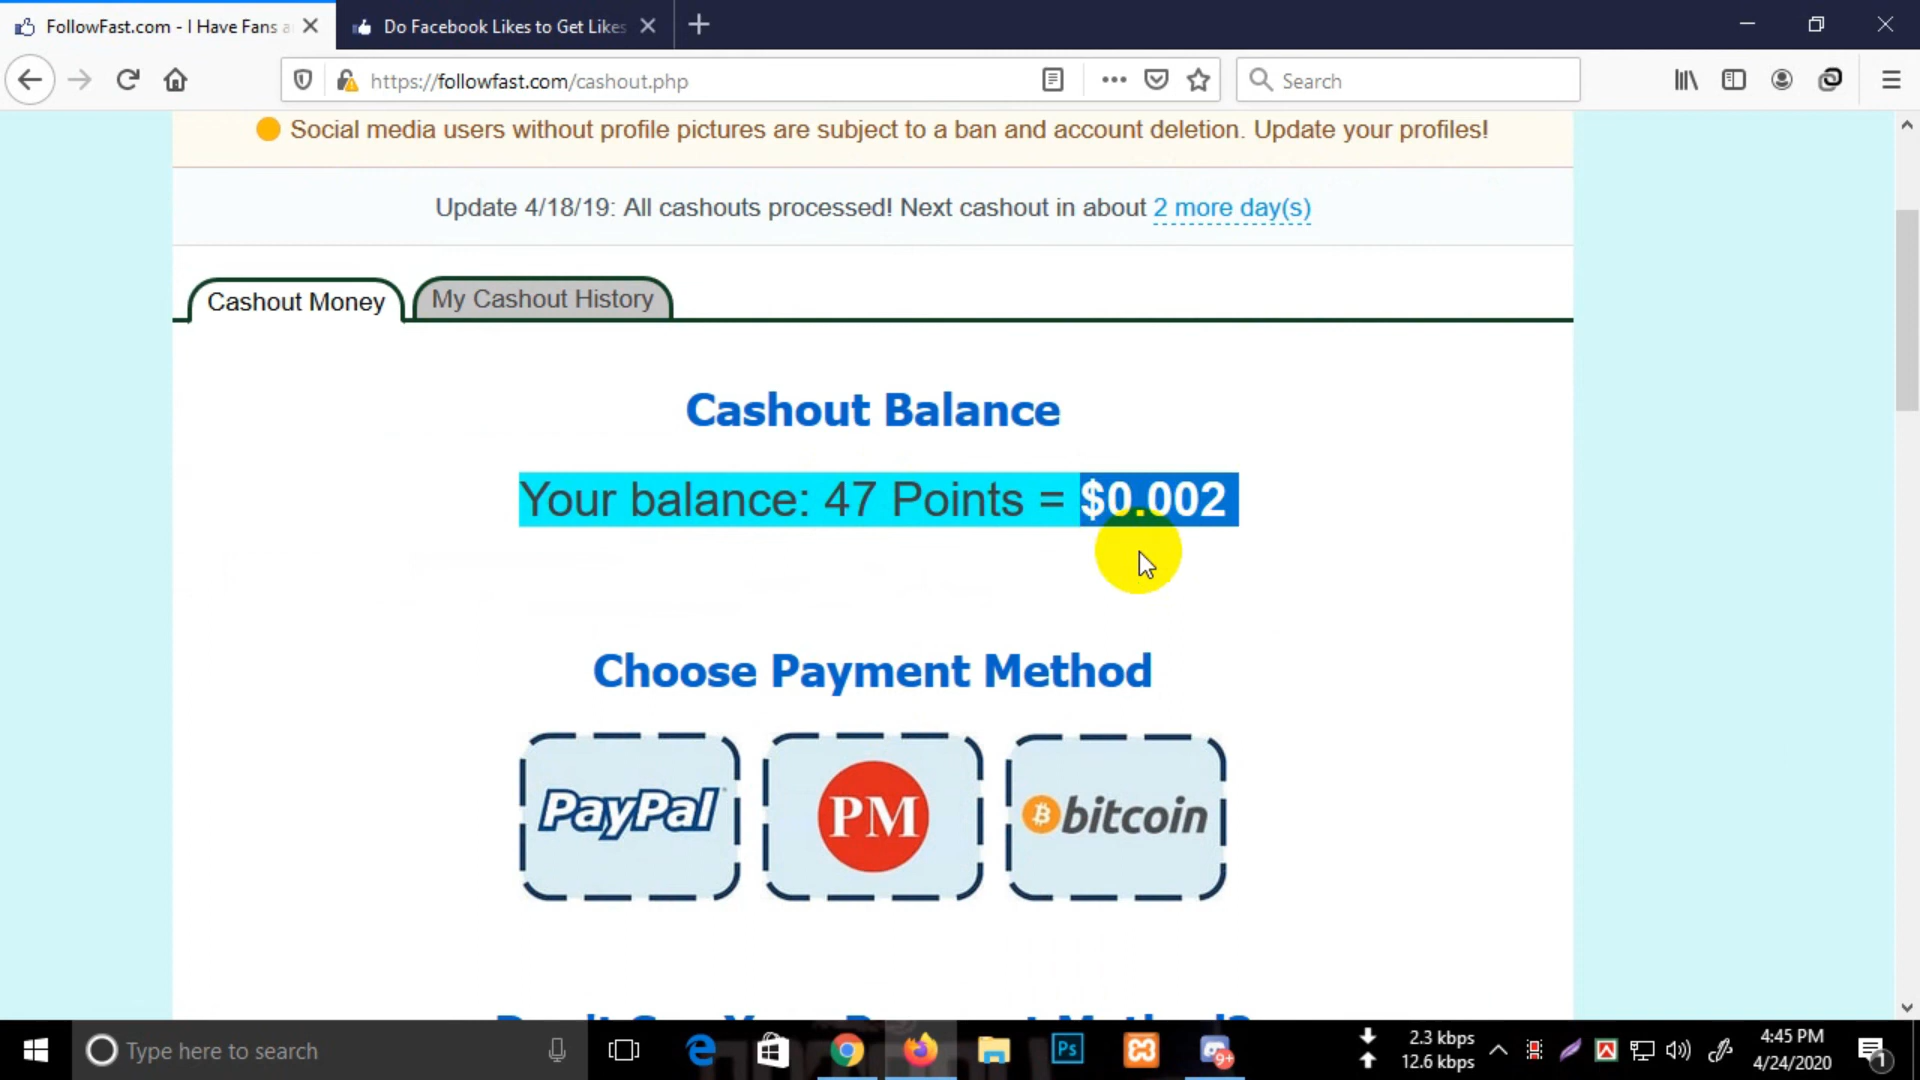 FollowFast.com - I Have Fans a
Do Facebook Likes to Get Likes
https://followfast.com/cashout.php
Search
Social media users without profile pictures are subject to a ban and account deletion. Update your profiles!
Update 4/18/19: All cashouts processed! Next cashout in about 2 more day(s)
Cashout Money
My Cashout History
Cashout Balance
Your balance: 47 Points = $0.002
Choose Payment Method
PayPal
PM
bitcoin
Type here to search
Ps
9+
2.3 kbps
12.6 kbps
4:45 PM
4/24/2020
1